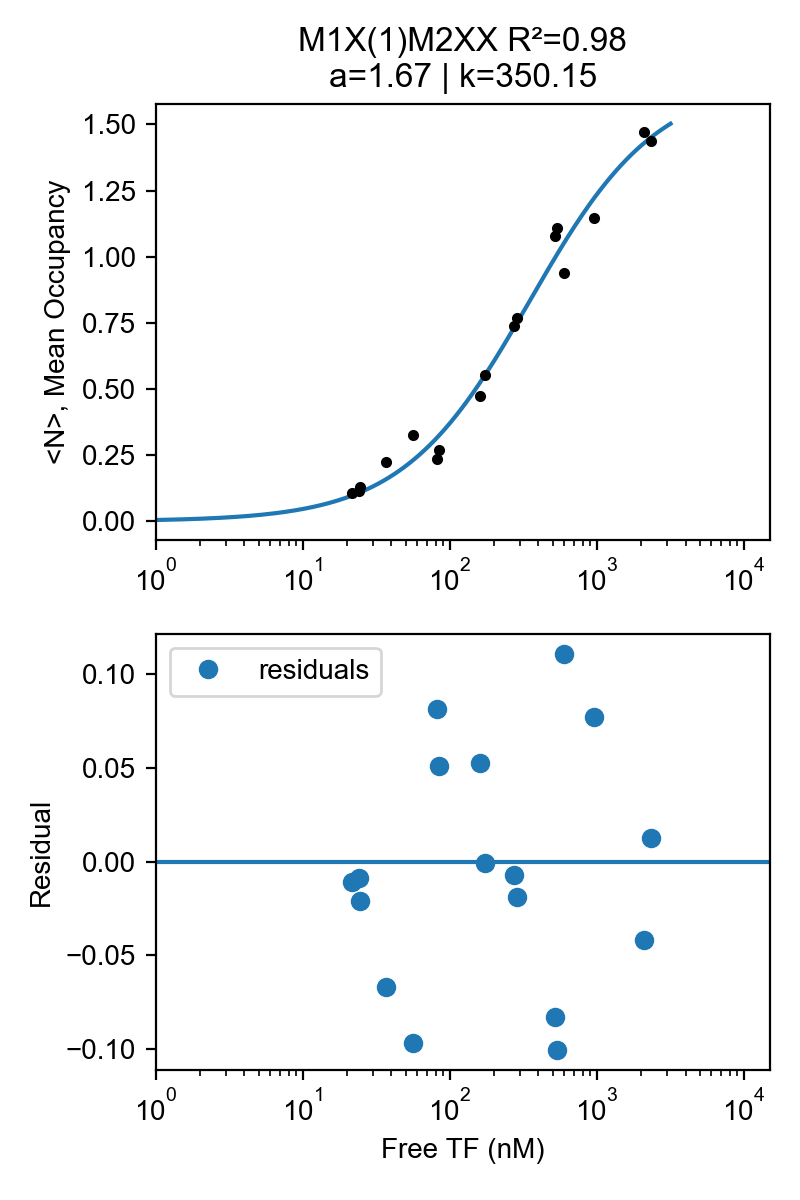 M1X(1)M2XX R²=0.98
a=1.67 | k=350.15
1.50
1.25
1.00
0.75
0.50
0.25
0.00
<N>, Mean Occupancy
10⁰ 10¹ 10² 10³ 10⁴
residuals
0.10
0.05
0.00
−0.05
−0.10
Residual
10⁰ 10¹ 10² 10³ 10⁴
Free TF (nM)